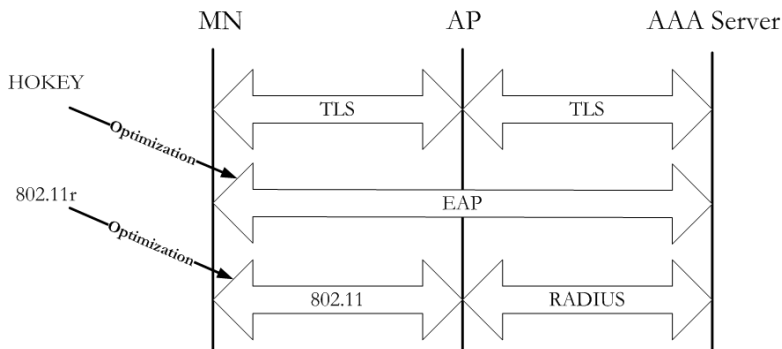 MN AP AAA Server
HOKEY
TLS TLS
Optimization
802.11r
EAP
Optimization
802.11 RADIUS